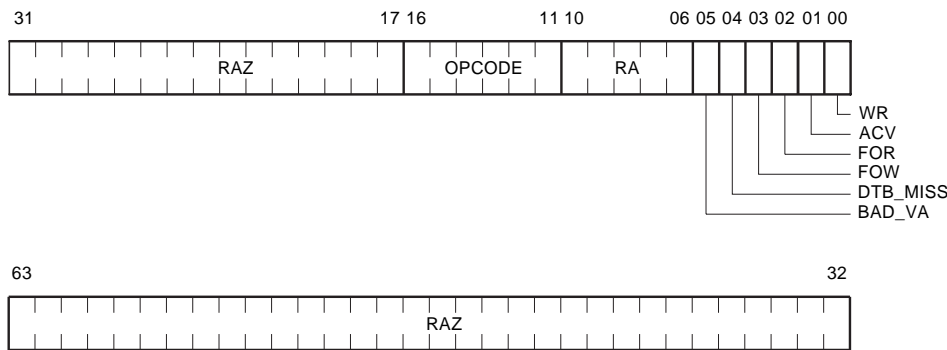 31 17 16 11 10 06 05 04 03 02 01 00
RAZ OPCODE RA
WR
ACV
FOR
FOW
DTB_MISS
BAD_VA
63 32
RAZ